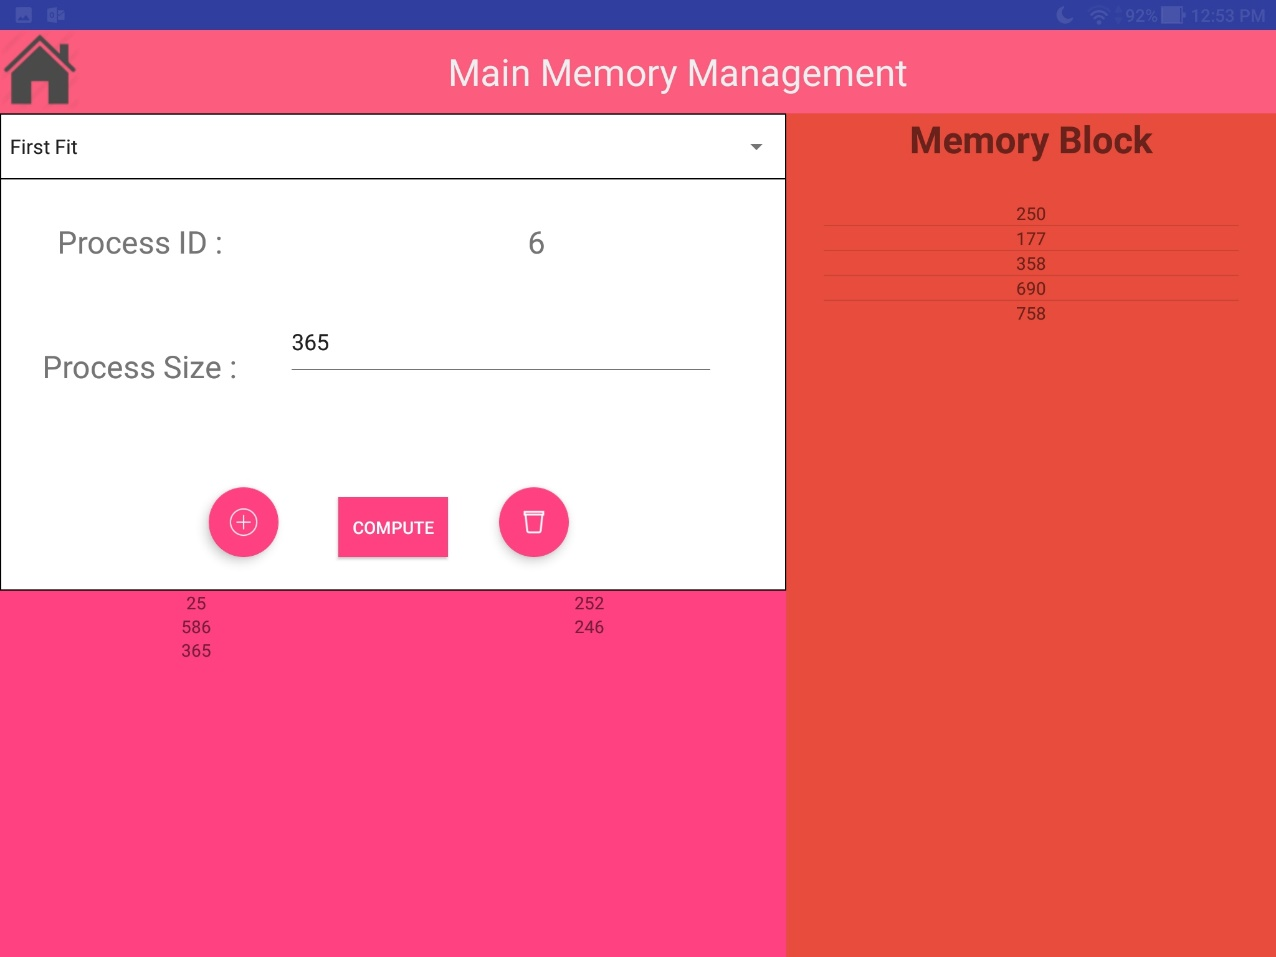 92% 12:53 PM
Main Memory Management
First Fit
Process ID : 6
Process Size : 365
COMPUTE
25 252
586 246
365
Memory Block
250
177
358
690
758